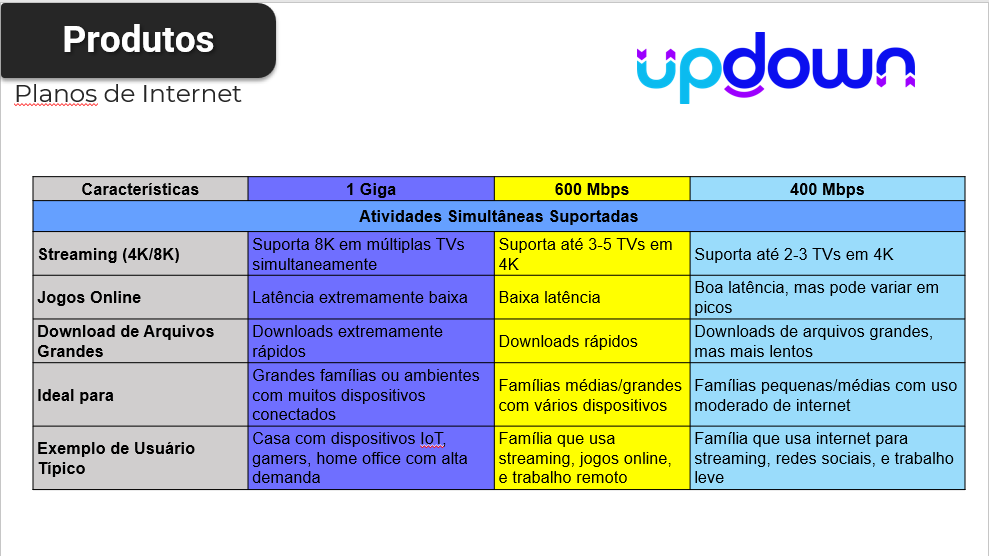 Produtos
updown
Planos de Internet
Características 1 Giga 600 Mbps 400 Mbps
Atividades Simultâneas Suportadas
Streaming (4K/8K)
Suporta 8K em múltiplas TVs
simultaneamente
Suporta até 3-5 TVs em
4K
Suporta até 2-3 TVs em 4K
Jogos Online
Latência extremamente baixa
Baixa latência
Boa latência, mas pode variar em
picos
Download de Arquivos
Grandes
Downloads extremamente
rápidos
Downloads rápidos
Downloads de arquivos grandes,
mas mais lentos
Ideal para
Grandes famílias ou ambientes
com muitos dispositivos
conectados
Famílias médias/grandes
com vários dispositivos
Famílias pequenas/médias com uso
moderado de internet
Exemplo de Usuário
Típico
Casa com dispositivos IoT,
gamers, home office com alta
demanda
Família que usa
streaming, jogos online,
e trabalho remoto
Família que usa internet para
streaming, redes sociais, e trabalho
leve